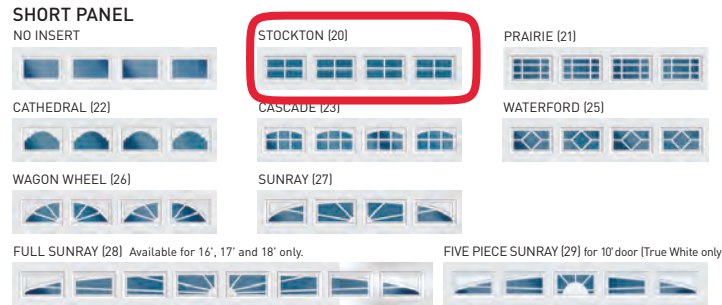 SHORT PANEL
NO INSERT
STOCKTON (20)
PRAIRIE (21)
CATHEDRAL (22)
CASCADE (23)
WATERFORD (25)
WAGON WHEEL (26)
SUNRAY (27)
FULL SUNRAY (28) Available for 16', 17' and 18' only.
FIVE PIECE SUNRAY (29) for 10' door (True White only